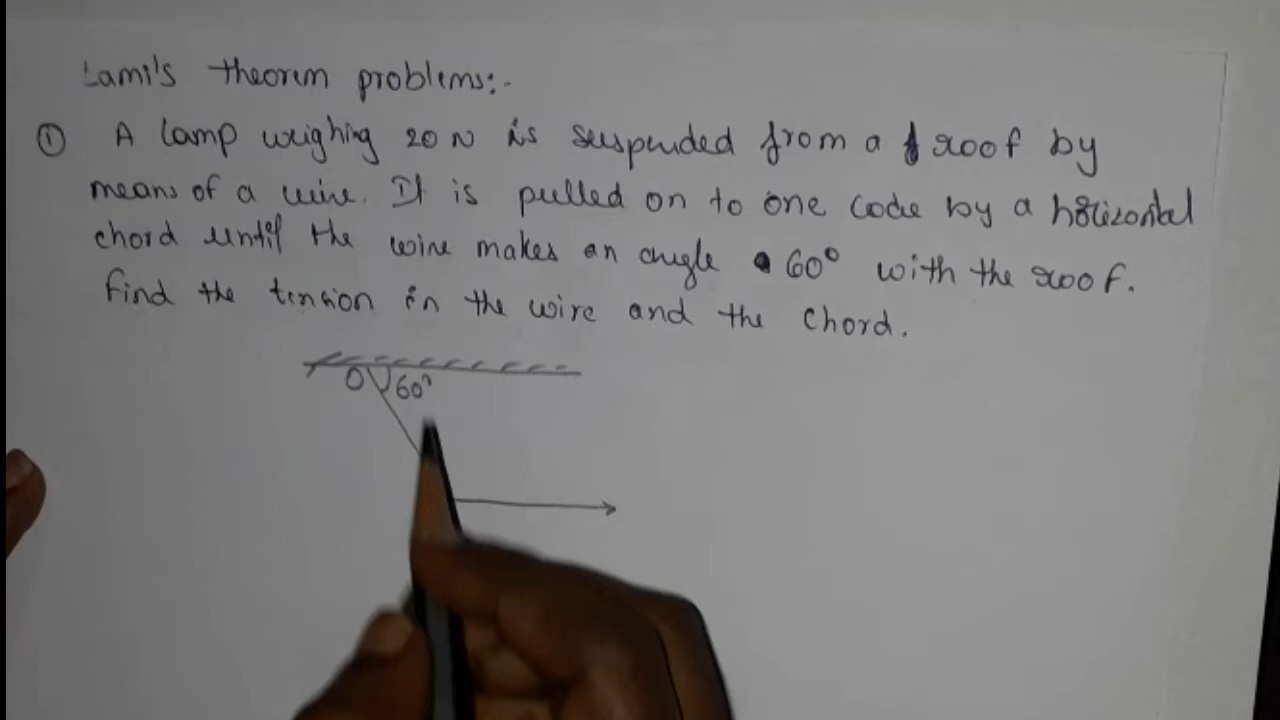 Lami's theorem problems:-
① A lamp weighing 20 N is suspended from a roof by
means of a wire. It is pulled on to one code by a horizontal
chord until the wire makes an angle 60° with the roof.
Find the tension in the wire and the chord.
O 60°